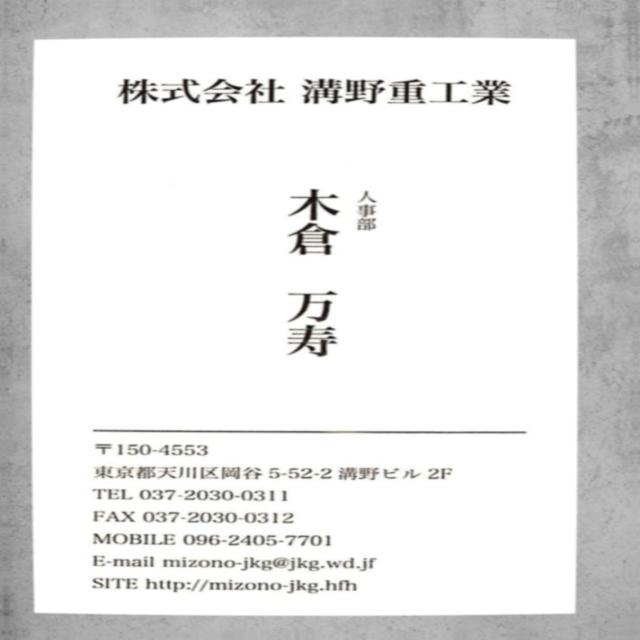 株式会社 溝野重工業
人事部
木倉 万寿
〒150-4553
東京都天川区岡谷 5-52-2 溝野ビル 2F
TEL 037-2030-0311
FAX 037-2030-0312
MOBILE 096-2405-7701
E-mail mizono-jkg@jkg.wd.jf
SITE http://mizono-jkg.hfh